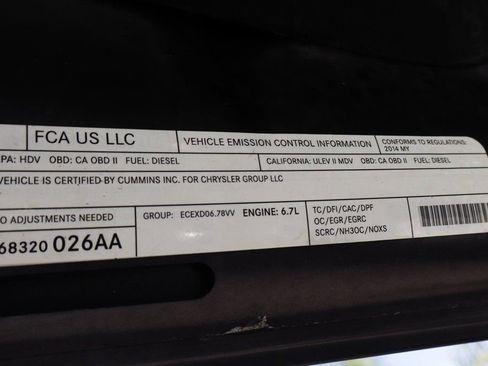 FCA US LLC
VEHICLE EMISSION CONTROL INFORMATION
CONFORMS TO REGULATIONS:
2014 MY
EPA: HDV OBD: CA OBD II FUEL: DIESEL
CALIFORNIA: ULEV II MDV OBD: CA OBD II FUEL: DIESEL
VEHICLE IS CERTIFIED BY CUMMINS INC. FOR CHRYSLER GROUP LLC
O ADJUSTMENTS NEEDED
68320 026AA
GROUP: ECEXD06.78VV ENGINE: 6.7L
TC/DFI/CAC/DPF
OC/EGR/EGRC
SCRC/NH3OC/NOXS